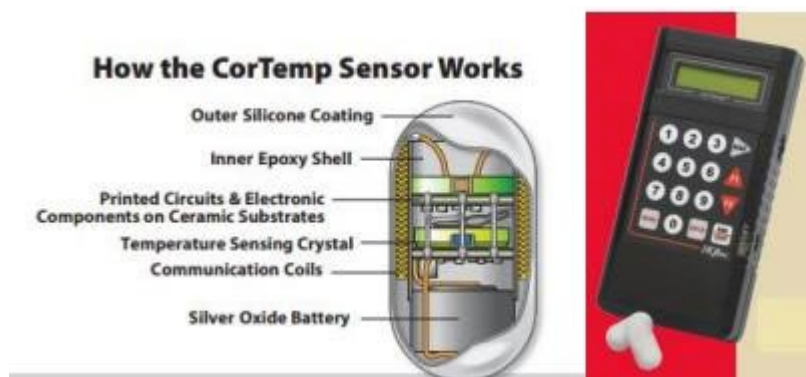 How the CorTemp Sensor Works
Outer Silicone Coating
Inner Epoxy Shell
Printed Circuits & Electronic
Components on Ceramic Substrates
Temperature Sensing Crystal
Communication Coils
Silver Oxide Battery
1 2 3
4 5 6
7 8 9
0